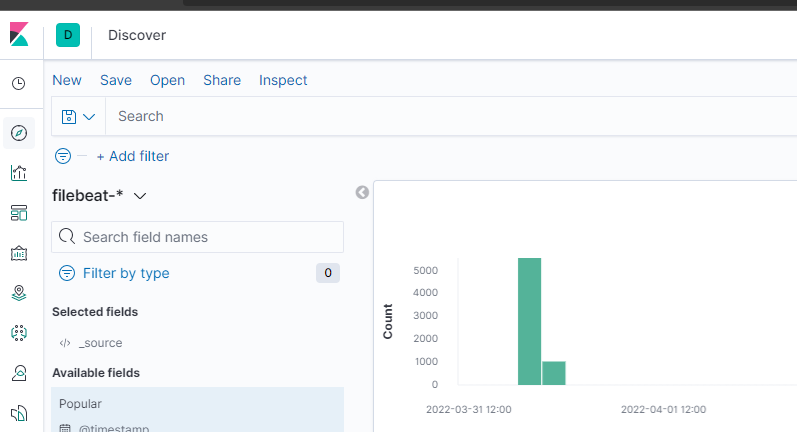 D Discover
New Save Open Share Inspect
Search
+ Add filter
filebeat-*
Search field names
Filter by type 0
Selected fields
</> _source
Available fields
Popular
@timestamp
Count
5000
4000
3000
2000
1000
0
2022-03-31 12:00 2022-04-01 12:00